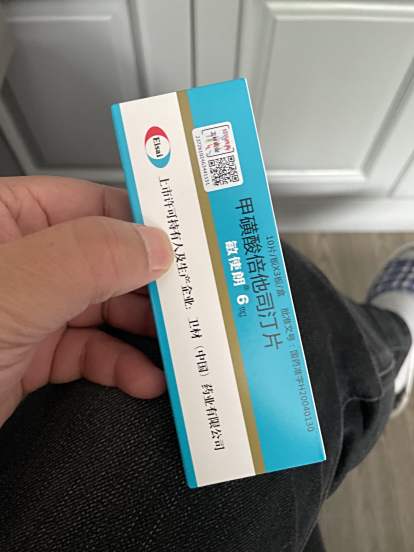 甲磺酸倍他司汀片
敏使朗® 6mg
10片/板X3板/盒 批准文号：国药准字H20040130
Eisai
上市许可持有人及生产企业：卫材（中国）药业有限公司